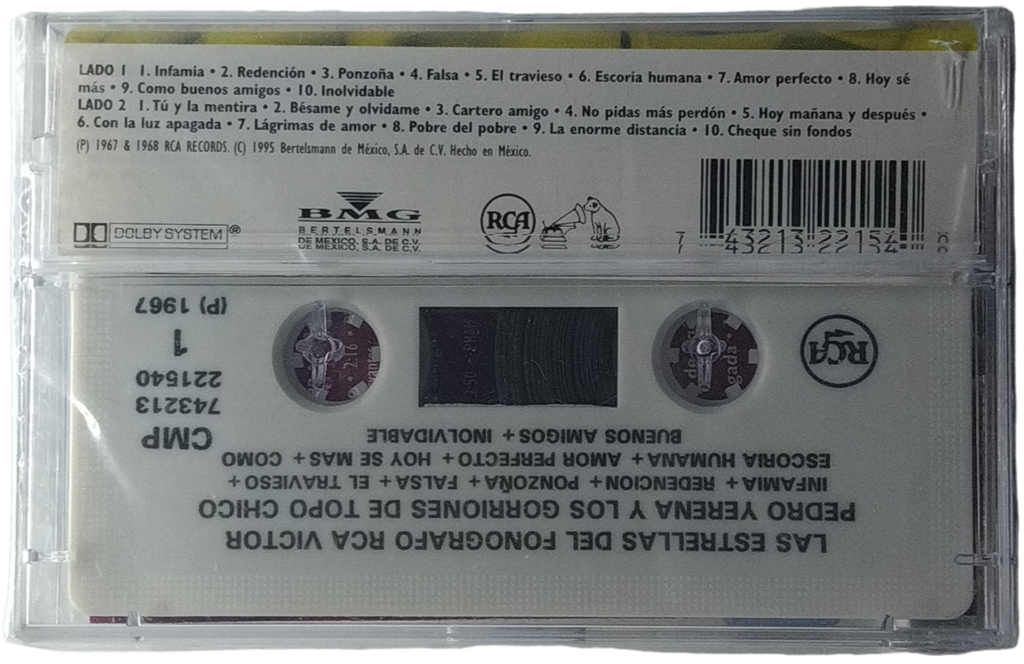 LADO 1 1. Infamia • 2. Redención • 3. Ponzoña • 4. Falsa • 5. El travieso • 6. Escoria humana • 7. Amor perfecto • 8. Hoy sé
más • 9. Como buenos amigos • 10. Inolvidable
LADO 2 1. Tú y la mentira • 2. Bésame y olvidame • 3. Cartero amigo • 4. No pidas más perdón • 5. Hoy mañana y después •
6. Con la luz apagada • 7. Lágrimas de amor • 8. Pobre del pobre • 9. La enorme distancia • 10. Cheque sin fondos
(P) 1967 & 1968 RCA RECORDS. (C) 1995 Bertelsmann de México, S.A. de C.V. Hecho en México.
DOLBY SYSTEM®
BMG
BERTELSMANN
DE MEXICO, S.A. DE C.V.
RCA
7 43213 22154
LAS ESTRELLAS DEL FONOGRAFO RCA VICTOR
PEDRO YERENA Y LOS GORRIONES DE TOPO CHICO
INFAMIA + REDENCION + PONZOÑA + FALSA + EL TRAVIESO +
ESCORIA HUMANA + AMOR PERFECTO + HOY SE MAS + COMO
BUENOS AMIGOS + INOLVIDABLE
CMP
743213
221540
1
(P) 1967
RCA